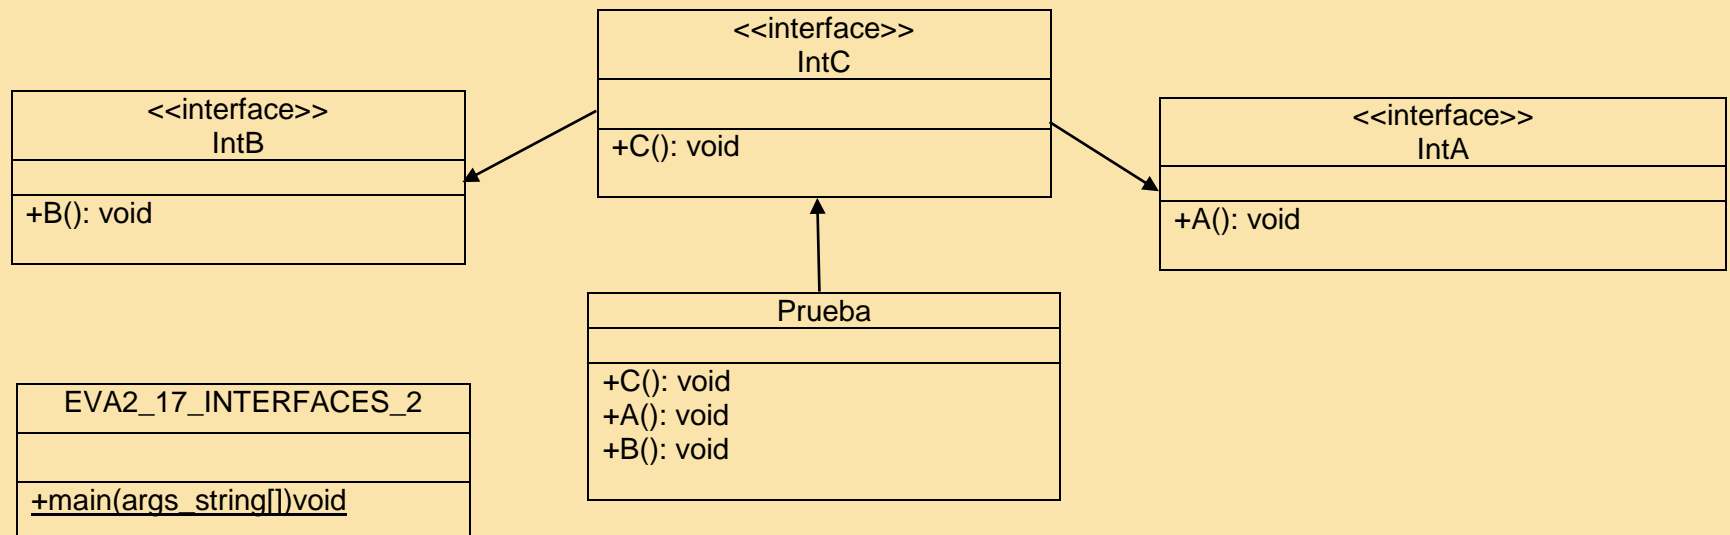 <<interface>>
IntC
+C(): void
<<interface>>
IntB
+B(): void
<<interface>>
IntA
+A(): void
Prueba
+C(): void
+A(): void
+B(): void
EVA2_17_INTERFACES_2
+main(args_string[])void